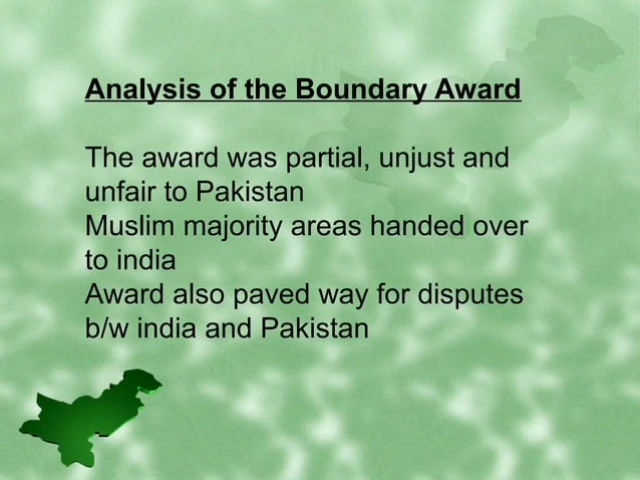 Analysis of the Boundary Award
The award was partial, unjust and
unfair to Pakistan
Muslim majority areas handed over
to india
Award also paved way for disputes
b/w india and Pakistan